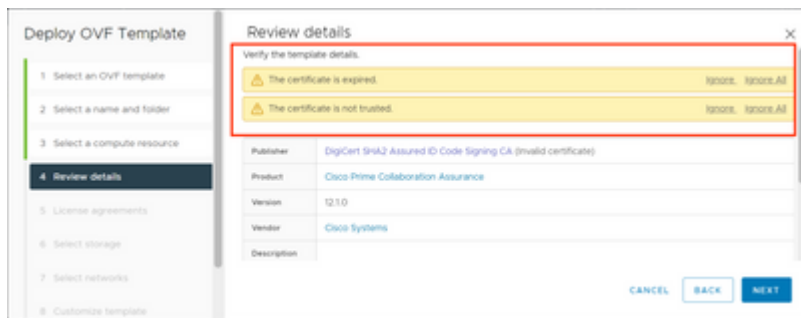 Deploy OVF Template
1 Select an OVF template
2 Select a name and folder
3 Select a compute resource
4 Review details
5 License agreements
6 Select storage
7 Select networks
8 Customize template
Review details
Verify the template details.
The certificate is expired. Ignore Ignore All
The certificate is not trusted. Ignore Ignore All
Publisher DigiCert SHA2 Assured ID Code Signing CA (Invalid certificate)
Product Cisco Prime Collaboration Assurance
Version 12.1.0
Vendor Cisco Systems
Description
CANCEL BACK NEXT